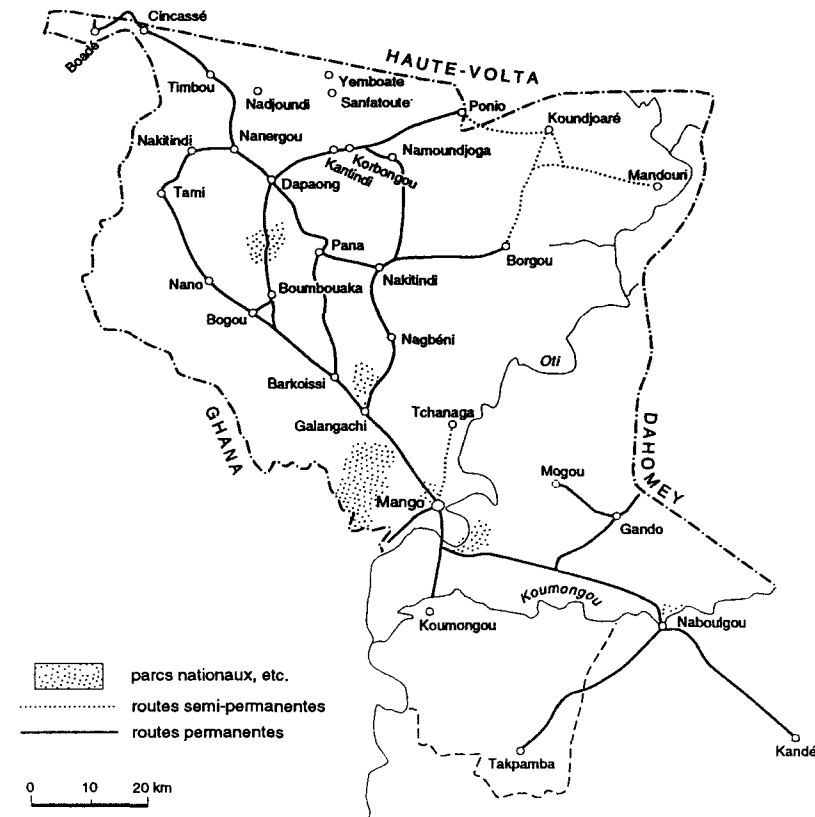 Cincassé
Boadé
HAUTE-VOLTA
Timbou
Yemboate
Nadjoundi
Sanfatoute
Ponio
Koundjoaré
Nakitindi
Nanergou
Namoundjoga
Korbongou
Kantindi
Dapaong
Mandouri
Tami
Pana
Borgou
Nakitindi
Nano
Boumbouaka
Bogou
Nagbéni
Oti
Barkoissi
GHANA
Galangachi
Tchanaga
DAHOMEY
Mogou
Mango
Gando
Koumongou
Koumongou
Naboulgou
parcs nationaux, etc.
routes semi-permanentes
routes permanentes
Kandé
Takpamba
0 10 20 km